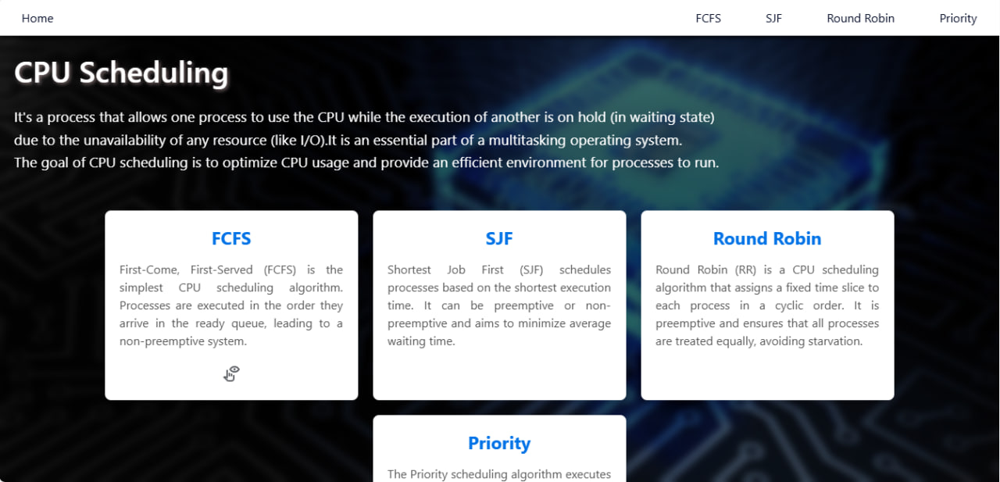 Home FCFS SJF Round Robin Priority
CPU Scheduling
It's a process that allows one process to use the CPU while the execution of another is on hold (in waiting state)
due to the unavailability of any resource (like I/O).It is an essential part of a multitasking operating system.
The goal of CPU scheduling is to optimize CPU usage and provide an efficient environment for processes to run.
FCFS
First-Come, First-Served (FCFS) is the
simplest CPU scheduling algorithm.
Processes are executed in the order they
arrive in the ready queue, leading to a
non-preemptive system.
SJF
Shortest Job First (SJF) schedules
processes based on the shortest execution
time. It can be preemptive or non-
preemptive and aims to minimize average
waiting time.
Round Robin
Round Robin (RR) is a CPU scheduling
algorithm that assigns a fixed time slice to
each process in a cyclic order. It is
preemptive and ensures that all processes
are treated equally, avoiding starvation.
Priority
The Priority scheduling algorithm executes